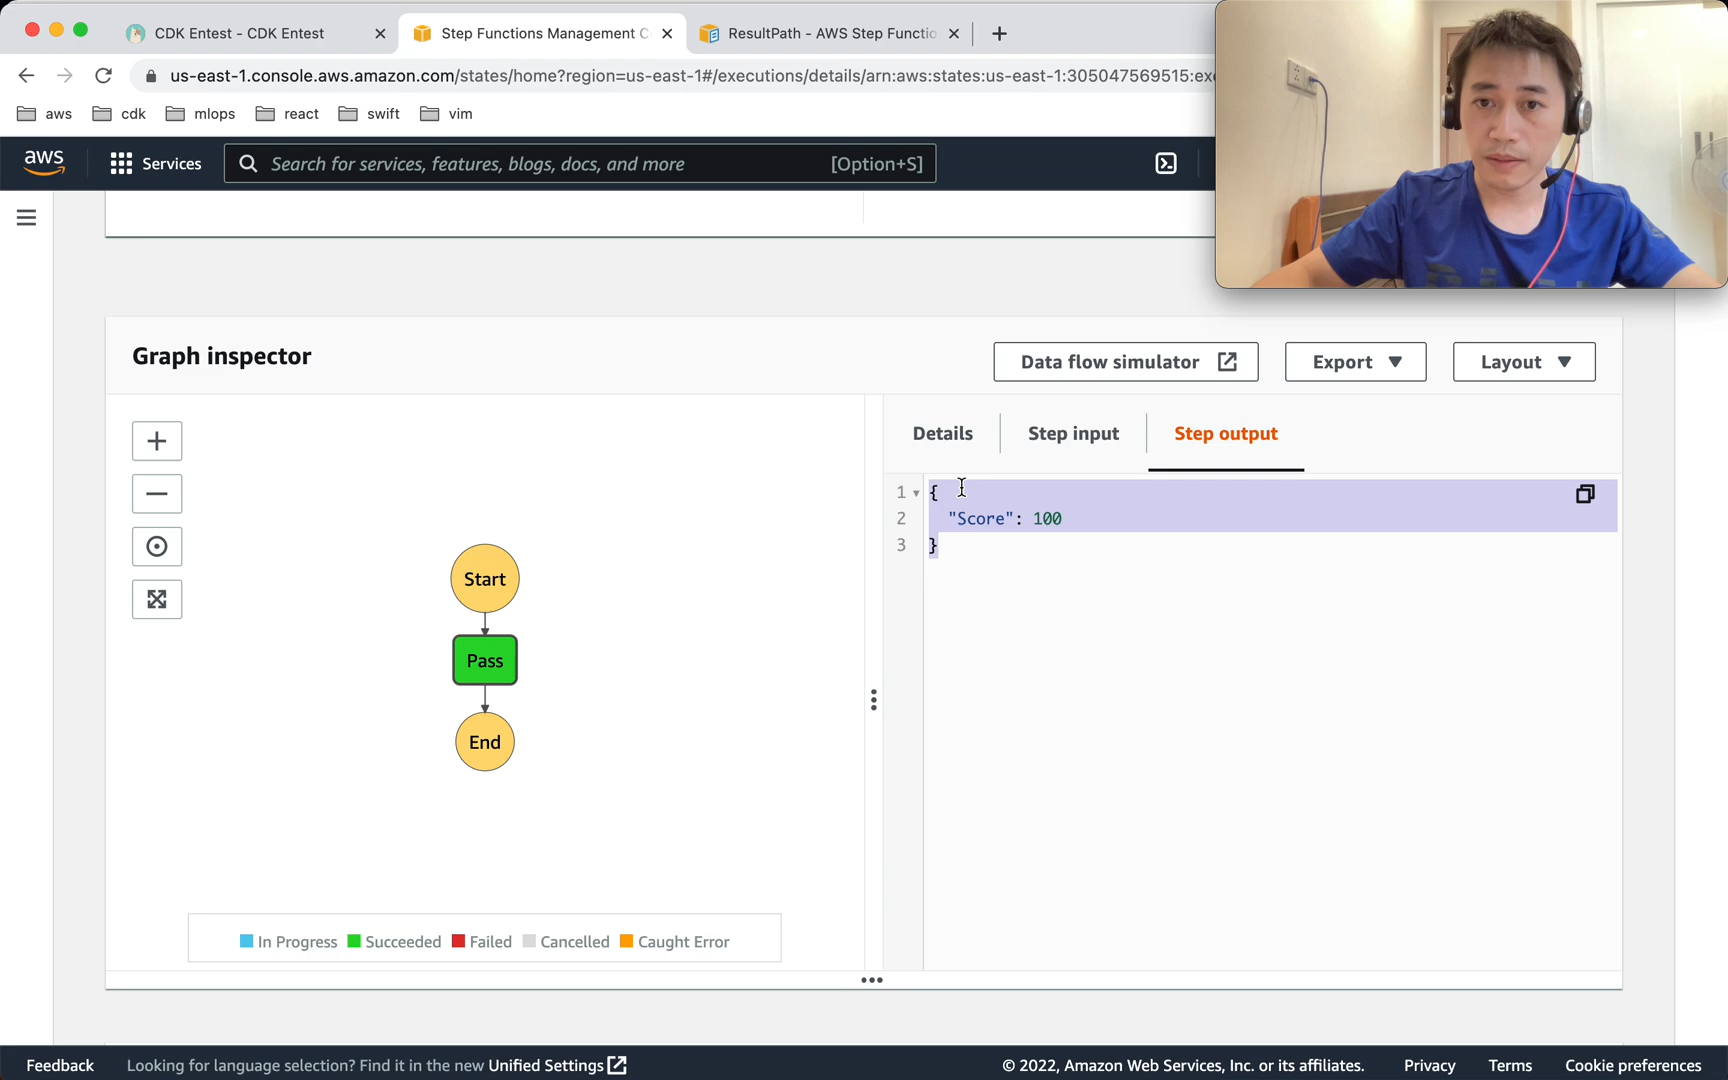 CDK Entest - CDK Entest
Step Functions Management C
ResultPath - AWS Step Functio
us-east-1.console.aws.amazon.com/states/home?region=us-east-1#/executions/details/arn:aws:states:us-east-1:305047569515:exe
aws
cdk
mlops
react
swift
vim
aws
Services
Search for services, features, blogs, docs, and more
[Option+S]
Graph inspector
Data flow simulator
Export
Layout
Details
Step input
Step output
1
{
2
"Score": 100
3
}
Start
Pass
End
In Progress
Succeeded
Failed
Cancelled
Caught Error
Feedback
Looking for language selection? Find it in the new Unified Settings
© 2022, Amazon Web Services, Inc. or its affiliates.
Privacy
Terms
Cookie preferences